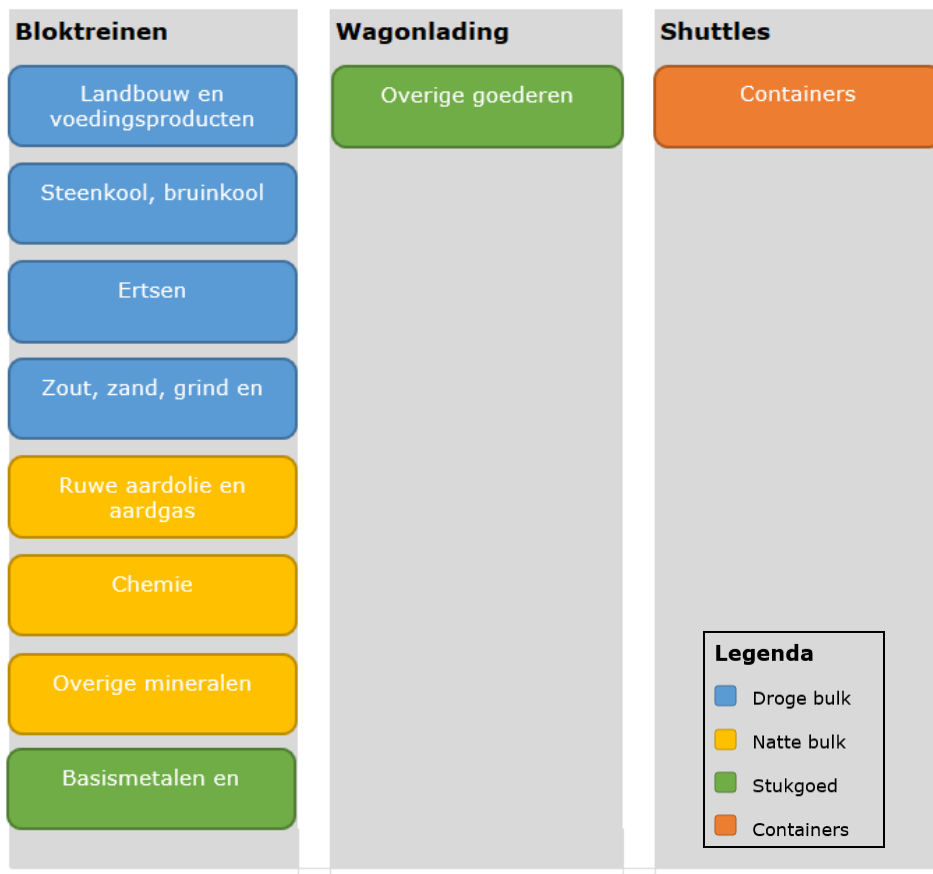 Bloktreinen
Landbouw en
voedingsproducten
Steenkool, bruinkool
Ertsen
Zout, zand, grind en
Ruwe aardolie en
aardgas
Chemie
Overige mineralen
Basismetalen en
Wagonlading
Overige goederen
Shuttles
Containers
Legenda
Droge bulk
Natte bulk
Stukgoed
Containers